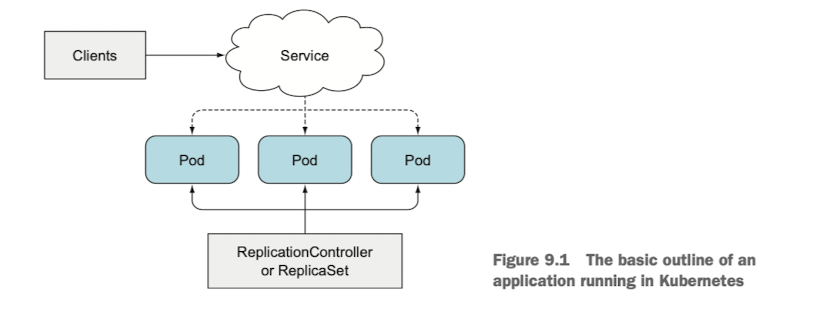 Clients
Service
Pod
Pod
Pod
ReplicationController
or ReplicaSet
Figure 9.1 The basic outline of an
application running in Kubernetes